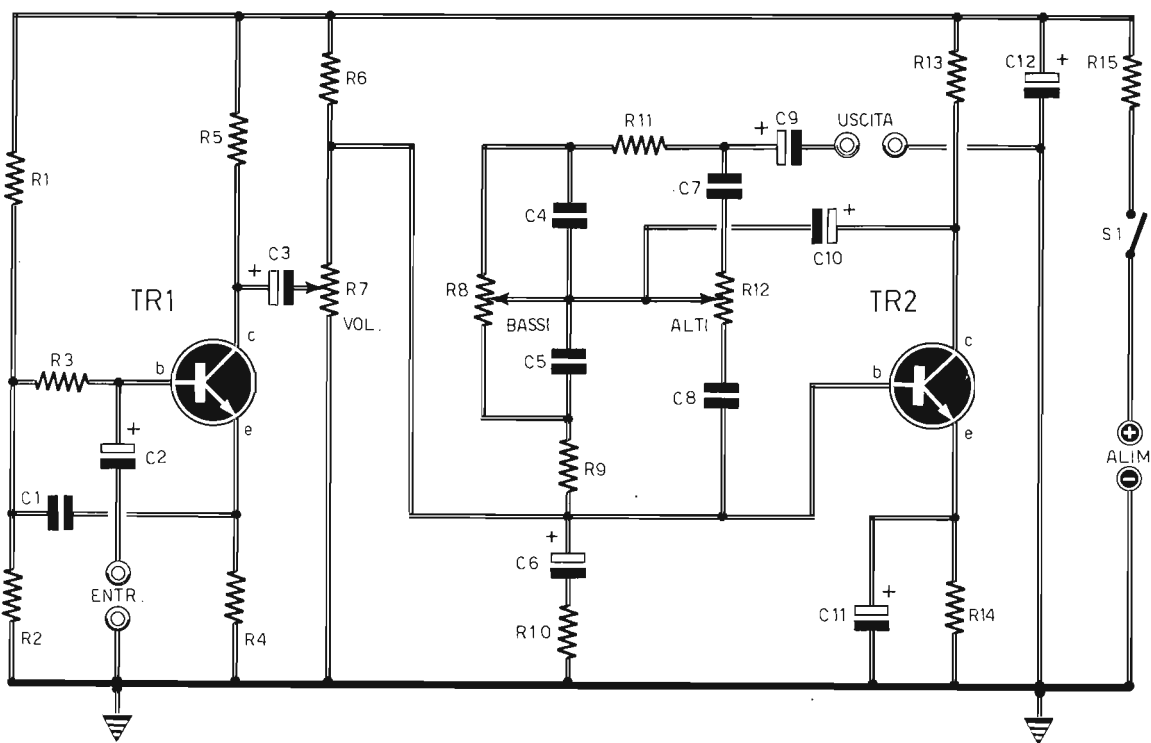 R6
R13
C12
+
R15
R5
R11
+
C9
USCITA
R1
C7
C4
+
C10
S1
C3
+
R7
VOL.
R8
BASSI
ALTI
R12
TR1
TR2
R3
b
c
e
C5
C8
b
c
e
+
C2
R9
+
ALIM
-
C1
+
C6
ENTR.
R2
R4
R10
+
C11
R14